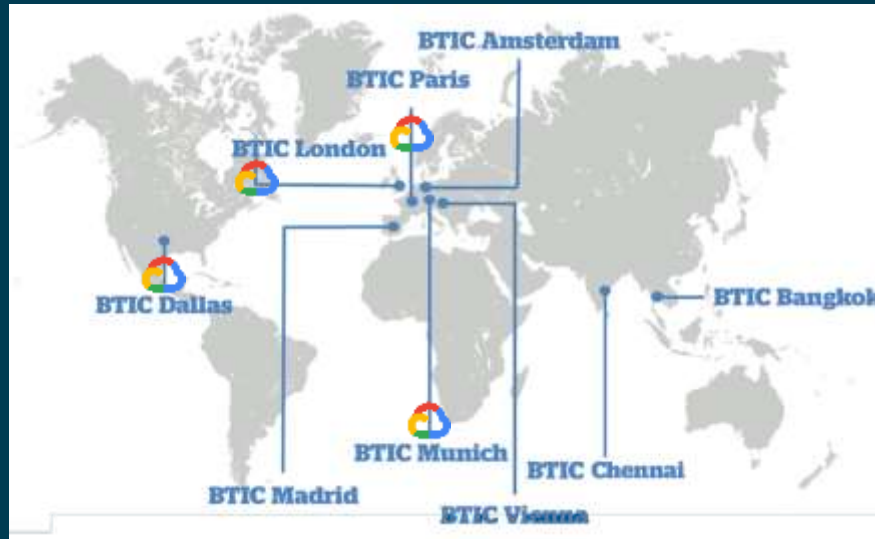 BTIC Amsterdam
BTIC Paris
BTIC London
BTIC Dallas
BTIC Bangkok
BTIC Munich
BTIC Chennai
BTIC Madrid
BTIC Vienna